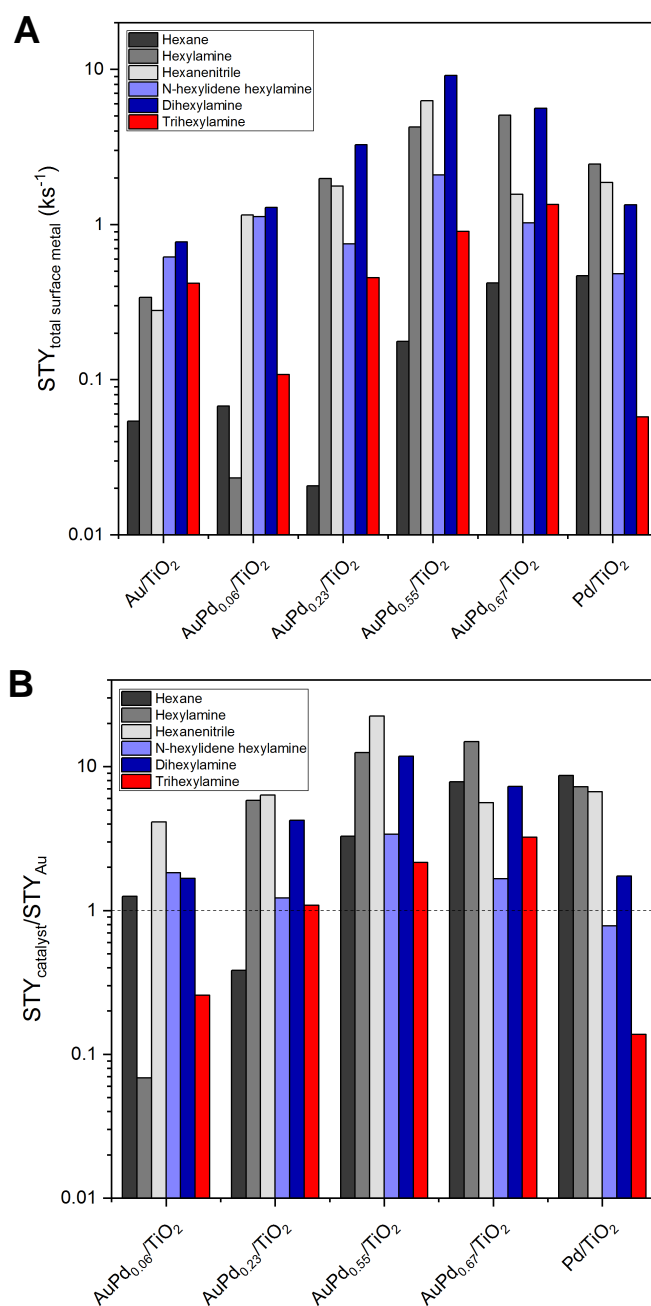 A
Hexane
Hexylamine
Hexanenitrile
N-hexylidene hexylamine
Dihexylamine
Trihexylamine
10
1
0.1
0.01
STY_total surface metal (ks⁻¹)
Au/TiO₂
AuPd₀.₀₆/TiO₂
AuPd₀.₂₃/TiO₂
AuPd₀.₅₅/TiO₂
AuPd₀.₆₇/TiO₂
Pd/TiO₂
B
Hexane
Hexylamine
Hexanenitrile
N-hexylidene hexylamine
Dihexylamine
Trihexylamine
10
1
0.1
0.01
STY_catalyst/STY_Au
AuPd₀.₀₆/TiO₂
AuPd₀.₂₃/TiO₂
AuPd₀.₅₅/TiO₂
AuPd₀.₆₇/TiO₂
Pd/TiO₂